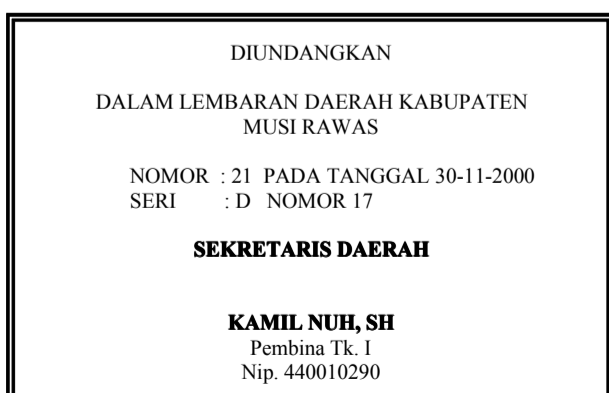 DIUNDANGKAN
DALAM LEMBARAN DAERAH KABUPATEN
MUSI RAWAS
NOMOR : 21 PADA TANGGAL 30-11-2000
SERI : D NOMOR 17
SEKRETARIS DAERAH
KAMIL NUH, SH
Pembina Tk. I
Nip. 440010290